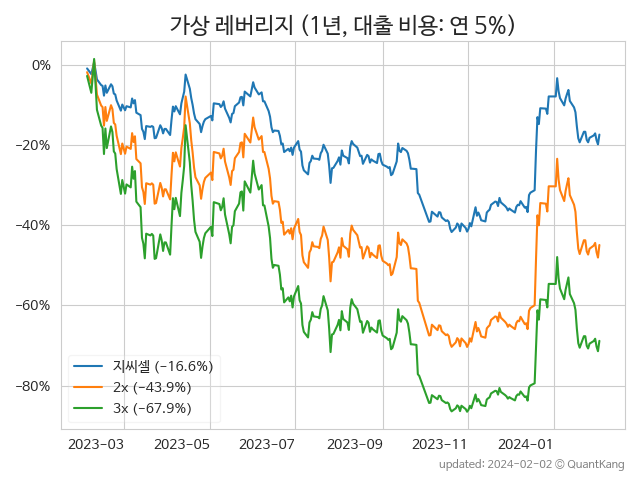 가상 레버리지 (1년, 대출 비용: 연 5%)
0%
−20%
−40%
−60%
−80%
지씨셀 (−16.6%)
2x (−43.9%)
3x (−67.9%)
2023−03 2023−05 2023−07 2023−09 2023−11 2024−01
updated: 2024−02−02 © QuantKang